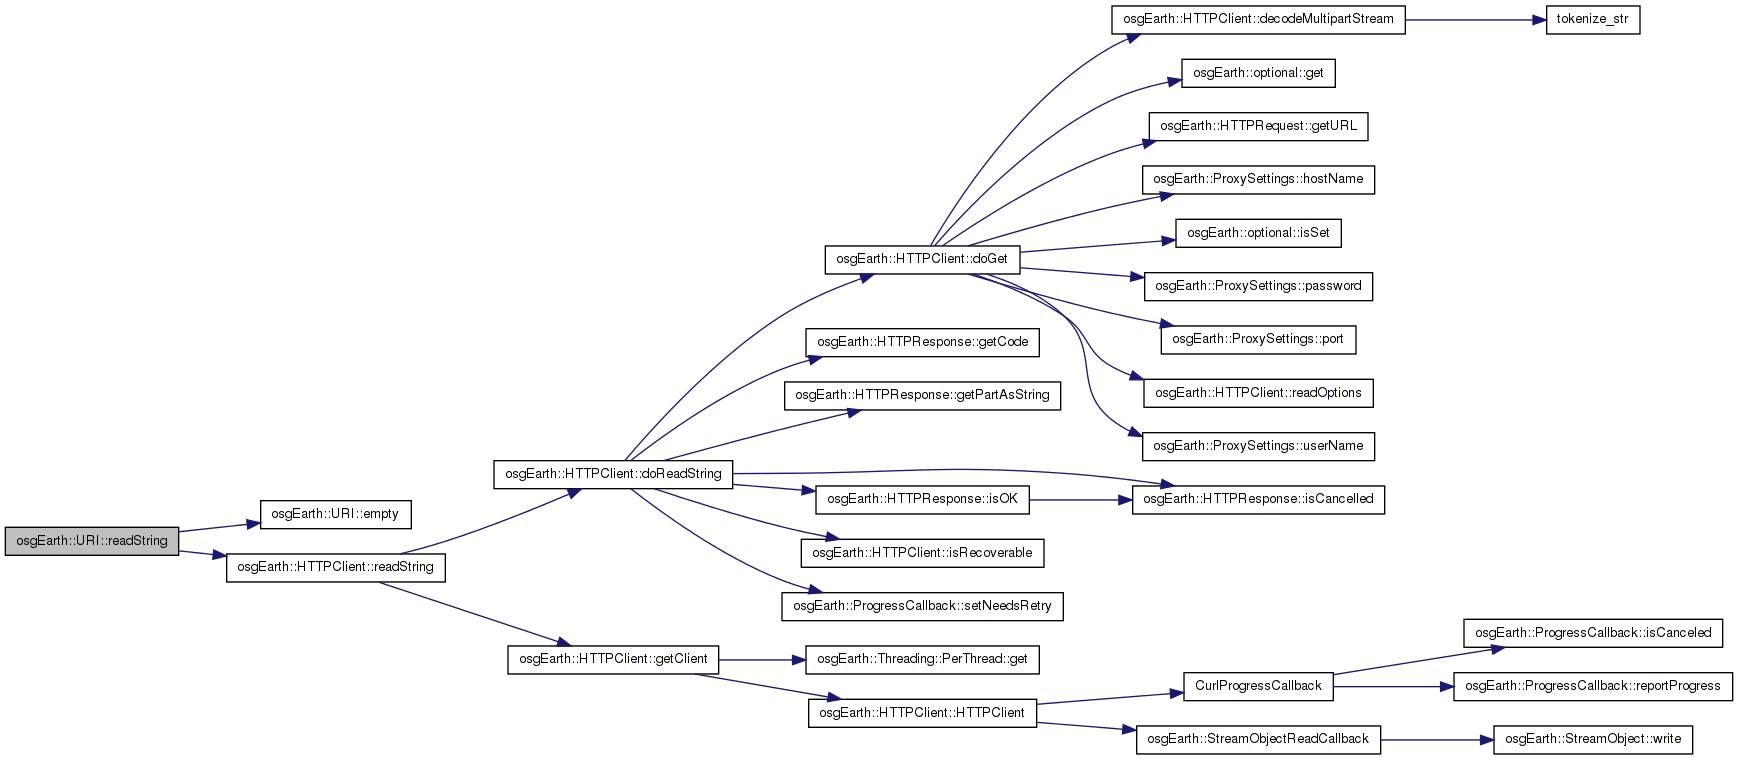 osgEarth::HTTPClient::decodeMultipartStream
tokenize_str
osgEarth::optional::get
osgEarth::HTTPRequest::getURL
osgEarth::ProxySettings::hostName
osgEarth::optional::isSet
osgEarth::HTTPClient::doGet
osgEarth::ProxySettings::password
osgEarth::ProxySettings::port
osgEarth::HTTPResponse::getCode
osgEarth::HTTPClient::readOptions
osgEarth::HTTPResponse::getPartAsString
osgEarth::ProxySettings::userName
osgEarth::HTTPClient::doReadString
osgEarth::HTTPResponse::isOK
osgEarth::HTTPResponse::isCancelled
osgEarth::URI::empty
osgEarth::URI::readString
osgEarth::HTTPClient::isRecoverable
osgEarth::HTTPClient::readString
osgEarth::ProgressCallback::setNeedsRetry
osgEarth::ProgressCallback::isCanceled
osgEarth::HTTPClient::getClient
osgEarth::Threading::PerThread::get
CurlProgressCallback
osgEarth::ProgressCallback::reportProgress
osgEarth::HTTPClient::HTTPClient
osgEarth::StreamObjectReadCallback
osgEarth::StreamObject::write